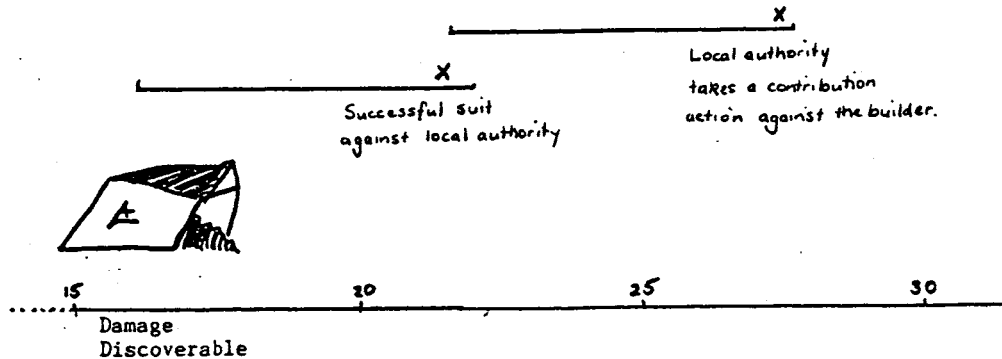 X
X
Local authority
takes a contribution
action against the builder.
Successful suit
against local authority
A
15 20 25 30
Damage
Discoverable